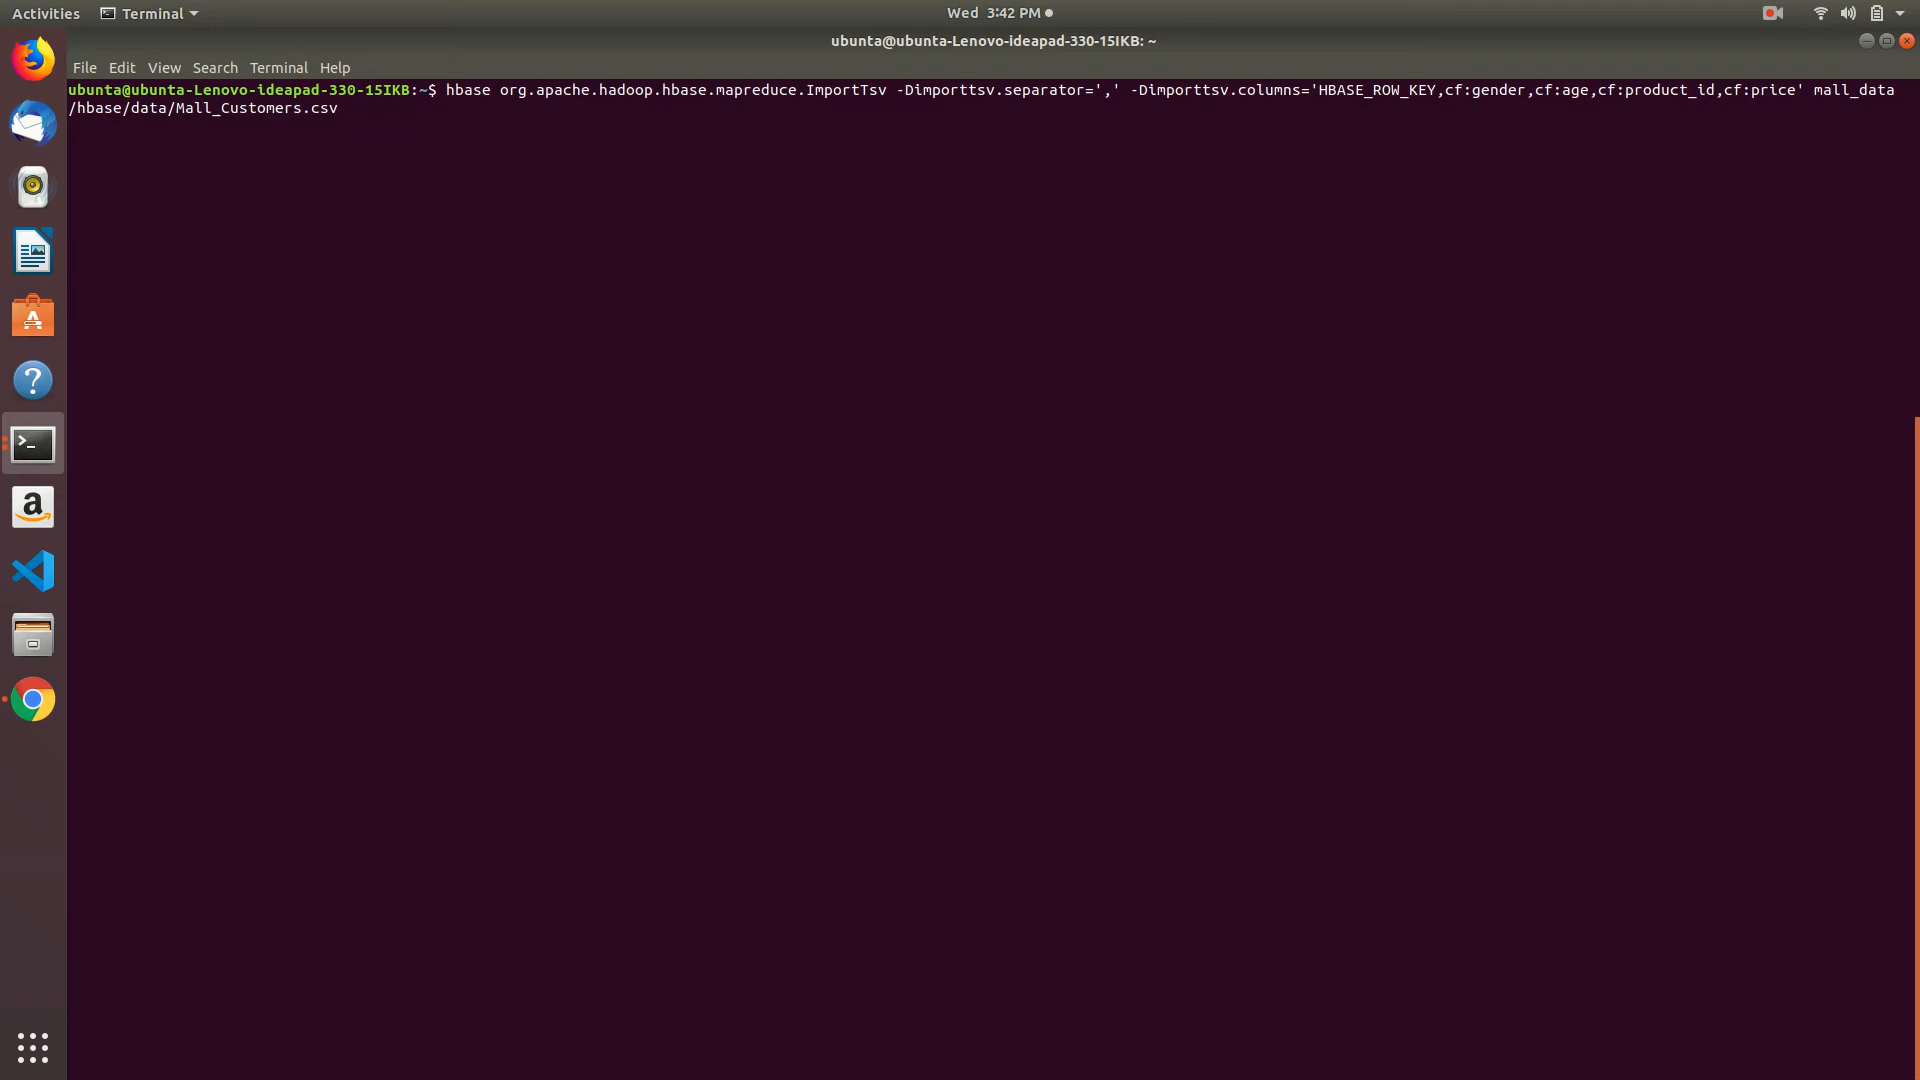 Activities Terminal Wed 3:42 PM
ubunta@ubunta-Lenovo-ideapad-330-15IKB: ~
File Edit View Search Terminal Help
ubunta@ubunta-Lenovo-ideapad-330-15IKB:~$ hbase org.apache.hadoop.hbase.mapreduce.ImportTsv -Dimporttsv.separator=',' -Dimporttsv.columns='HBASE_ROW_KEY,cf:gender,cf:age,cf:product_id,cf:price' mall_data
/hbase/data/Mall_Customers.csv